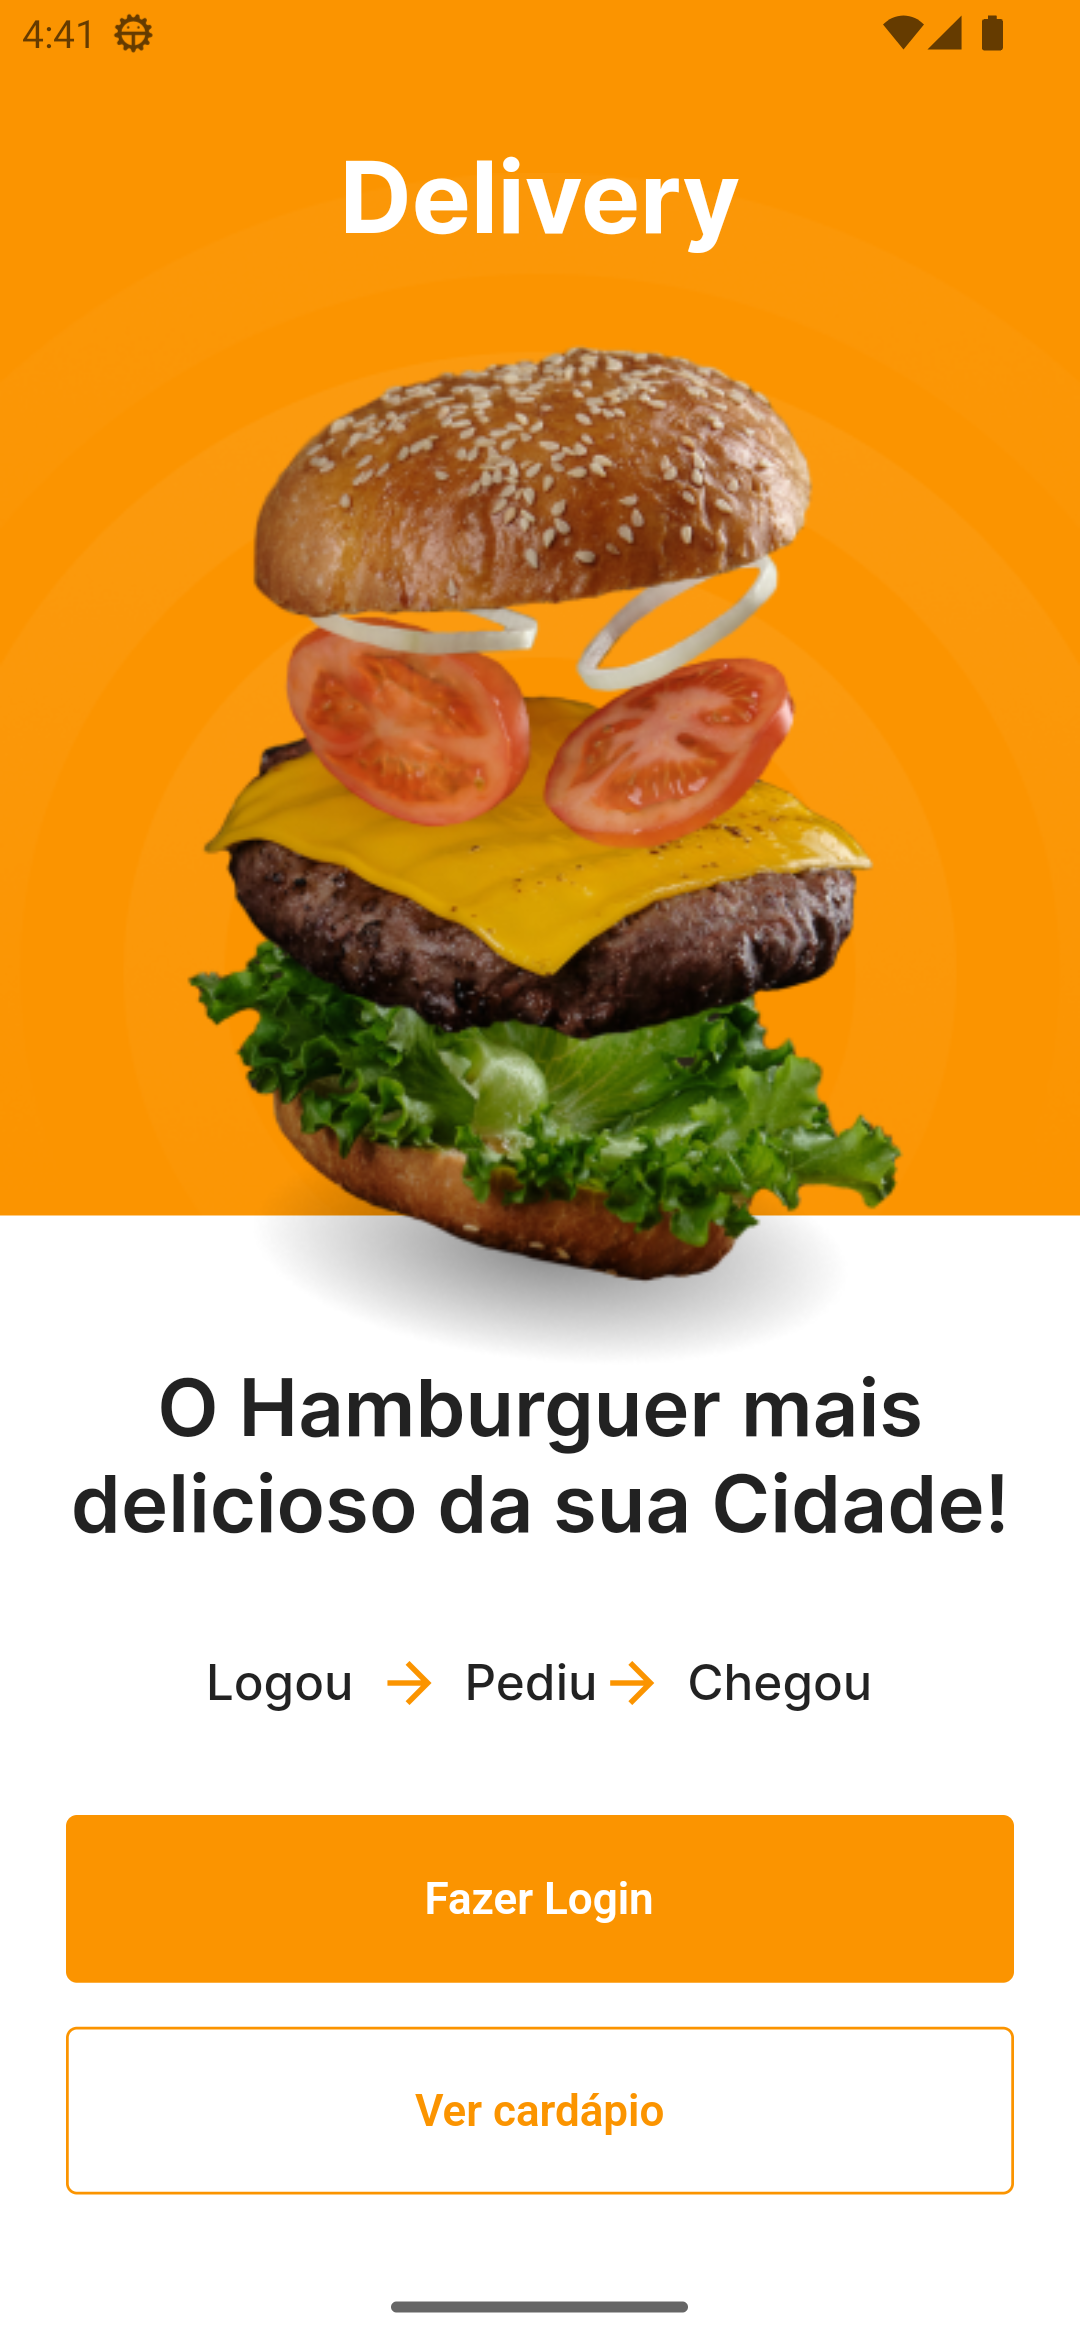 4:41
Delivery
O Hamburguer mais
delicioso da sua Cidade!
Logou → Pediu → Chegou
Fazer Login
Ver cardápio